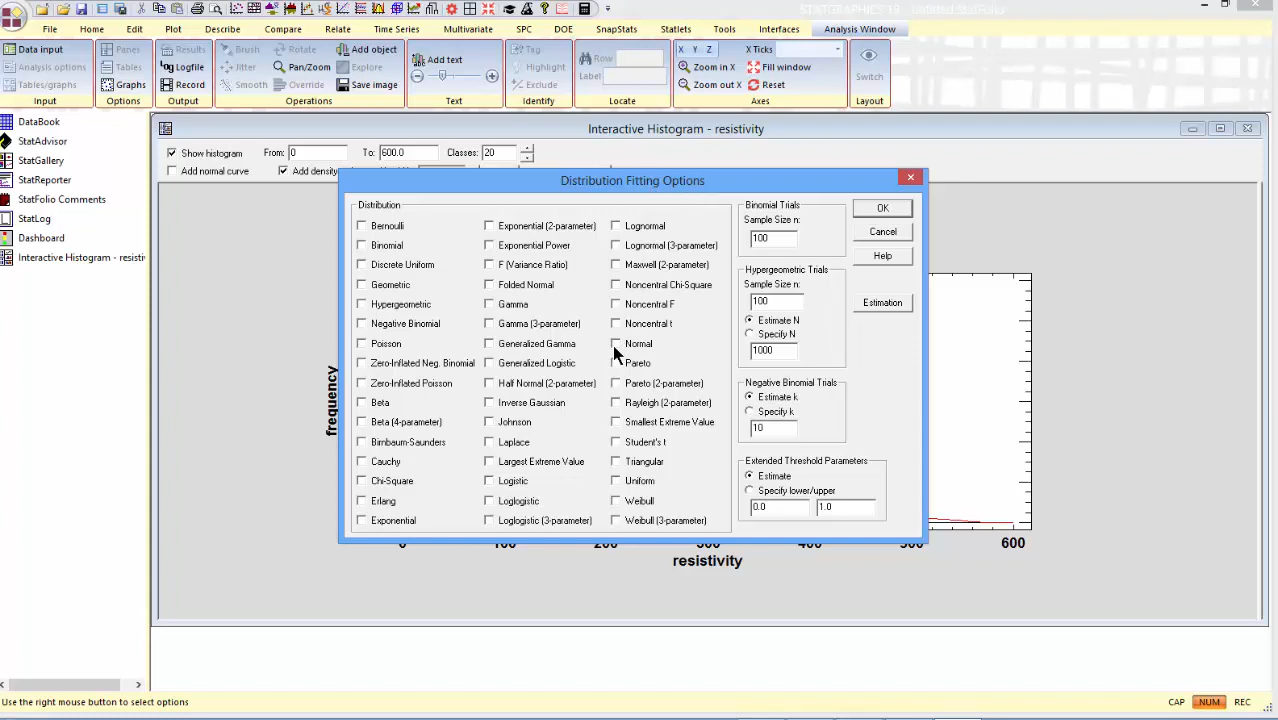 STATGRAPHICS 19 - Untitled StatFolio
File Home Edit Plot Describe Compare Relate Time Series Multivariate SPC DOE SnapStats Statlets Tools Interfaces Analysis Window
Data input Panes Results Brush Rotate Add object Add text Tag Row X Y Z X Ticks
Analysis options Tables Logfile Jitter Pan/Zoom Explore Highlight Label Zoom in X Fill window Switch
Tables/graphs Graphs Record Smooth Override Save image Exclude Zoom out X Reset
Input Options Output Operations Text Identify Locate Axes Layout
DataBook
StatAdvisor
StatGallery
StatReporter
StatFolio Comments
StatLog
Dashboard
Interactive Histogram - resisti
Interactive Histogram - resistivity
Show histogram From: 0 To: 600.0 Classes: 20
Add normal curve Add density
Distribution Fitting Options
Distribution
Bernoulli Exponential (2-parameter) Lognormal
Binomial Exponential Power Lognormal (3-parameter)
Discrete Uniform F (Variance Ratio) Maxwell (2-parameter)
Geometric Folded Normal Noncentral Chi-Square
Hypergeometric Gamma Noncentral F
Negative Binomial Gamma (3-parameter) Noncentral t
Poisson Generalized Gamma Normal
Zero-Inflated Neg. Binomial Generalized Logistic Pareto
Zero-Inflated Poisson Half Normal (2-parameter) Pareto (2-parameter)
Beta Inverse Gaussian Rayleigh (2-parameter)
Beta (4-parameter) Johnson Smallest Extreme Value
Birnbaum-Saunders Laplace Student's t
Cauchy Largest Extreme Value Triangular
Chi-Square Logistic Uniform
Erlang Loglogistic Weibull
Exponential Loglogistic (3-parameter) Weibull (3-parameter)
Binomial Trials
Sample Size n:
100
Hypergeometric Trials
Sample Size n:
100
Estimate N
Specify N
1000
Negative Binomial Trials
Estimate k
Specify k
10
Extended Threshold Parameters
Estimate
Specify lower/upper
0.0 1.0
OK
Cancel
Help
Estimation
frequency
0 100 200 300 400 500 600
resistivity
Use the right mouse button to select options
CAP NUM REC